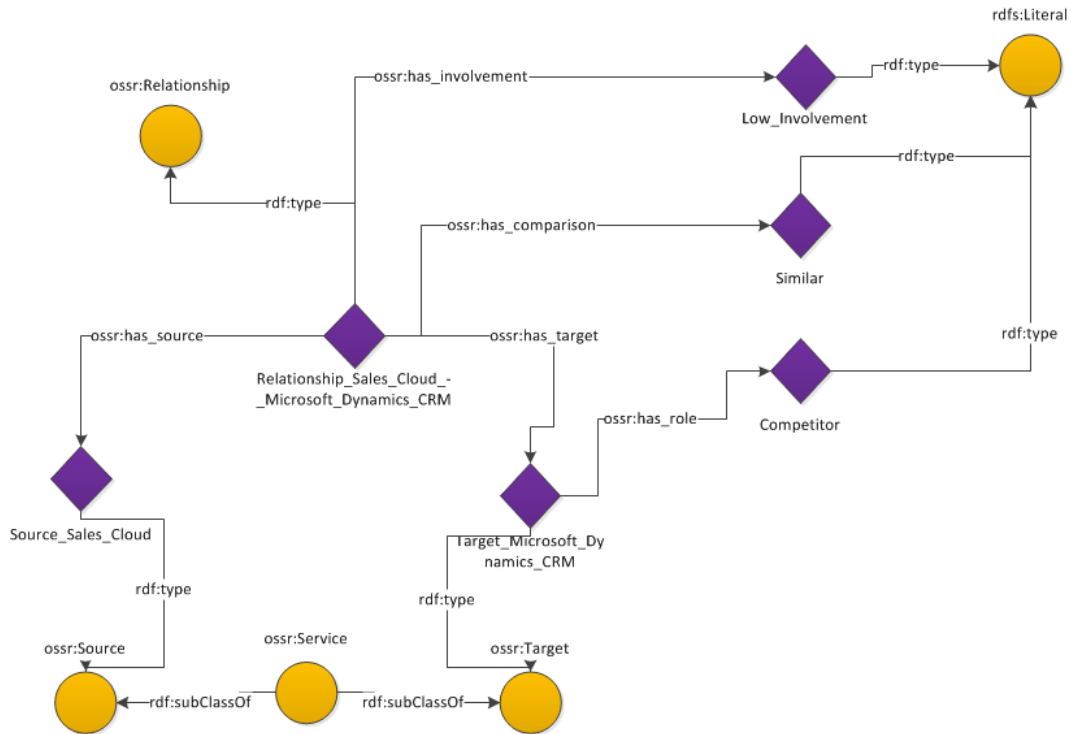 rdfs:Literal
ossr:has_involvement
rdf:type
ossr:Relationship
Low_Involvement
rdf:type
rdf:type
ossr:has_comparison
Similar
ossr:has_source
ossr:has_target
rdf:type
Relationship_Sales_Cloud_-
_Microsoft_Dynamics_CRM
ossr:has_role
Competitor
Source_Sales_Cloud
Target_Microsoft_Dy
namics_CRM
rdf:type
rdf:type
ossr:Source
ossr:Service
ossr:Target
rdf:subClassOf
rdf:subClassOf